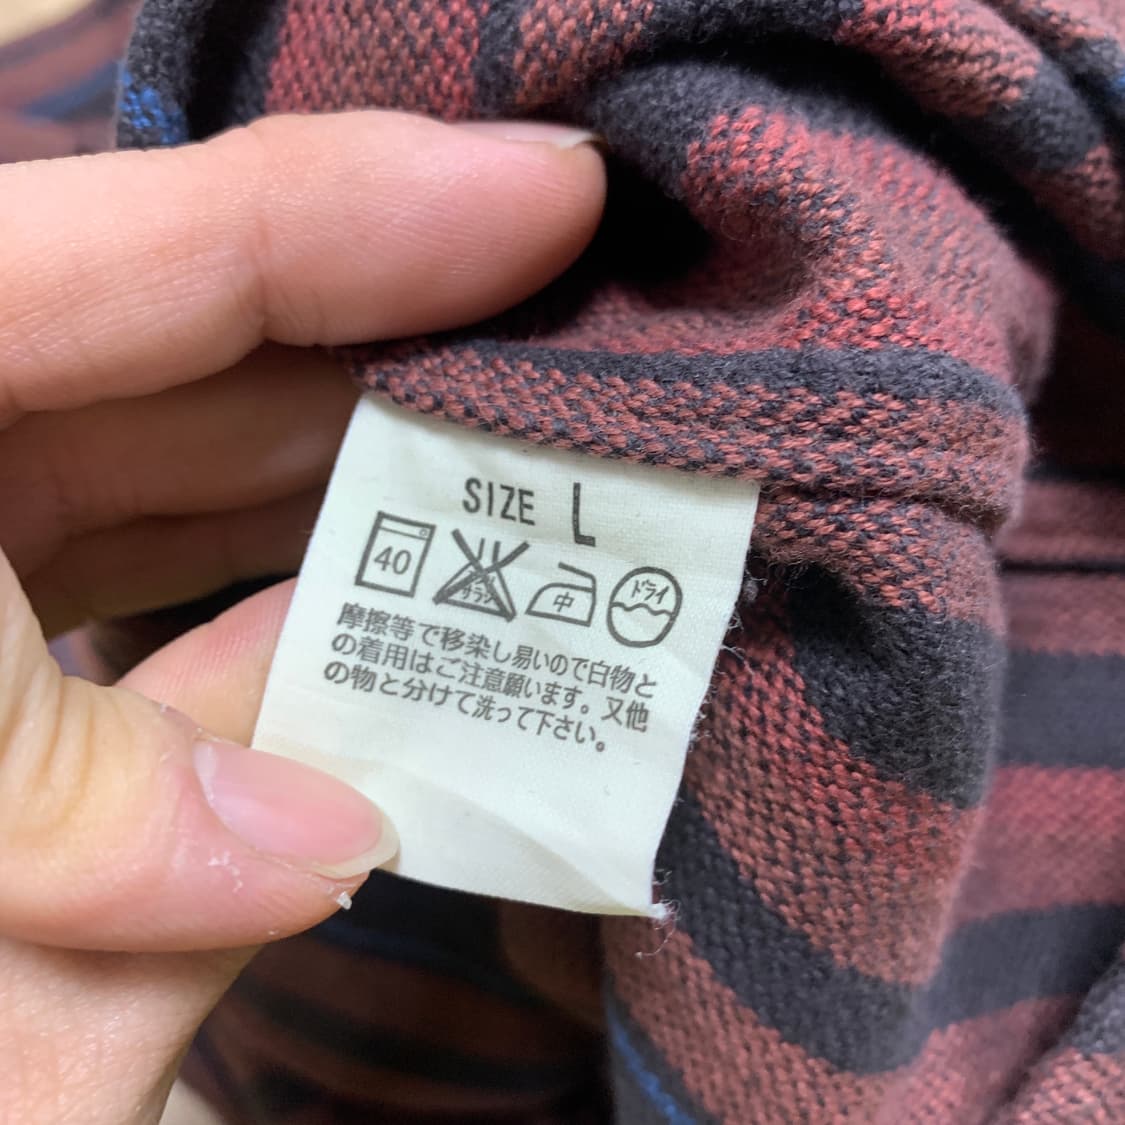 SIZE L
40 サラシ 中 ドライ
摩擦等で移染し易いので白物と
の着用はご注意願います。又他
の物と分けて洗って下さい。